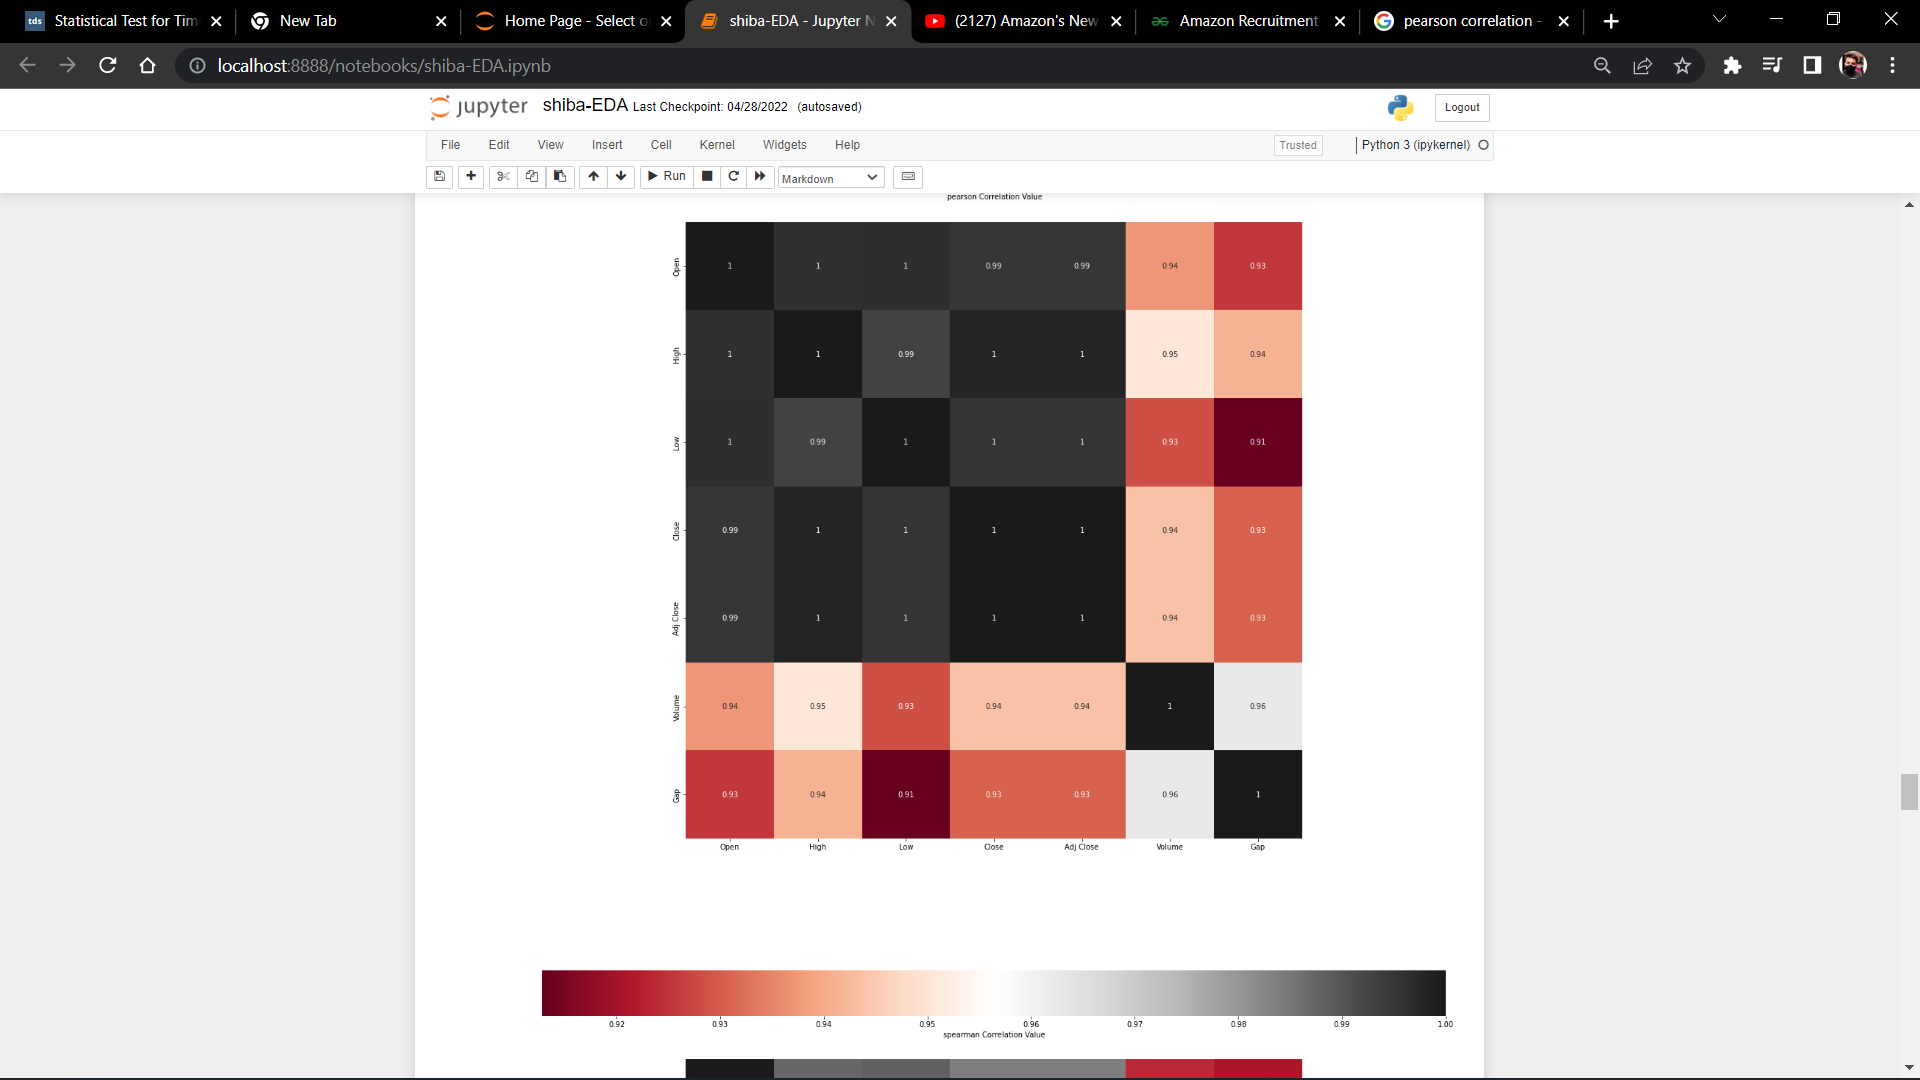 tds Statistical Test for Tim
New Tab
Home Page - Select o
shiba-EDA - Jupyter N
(2127) Amazon's New
Amazon Recruitment
pearson correlation -
localhost:8888/notebooks/shiba-EDA.ipynb
jupyter shiba-EDA Last Checkpoint: 04/28/2022 (autosaved)
Logout
File Edit View Insert Cell Kernel Widgets Help
Trusted
Python 3 (ipykernel)
Run
Markdown
pearson Correlation Value
Open 1 1 1 0.99 0.99 0.94 0.93
High 1 1 0.99 1 1 0.95 0.94
Low 1 0.99 1 1 1 0.93 0.91
Close 0.99 1 1 1 1 0.94 0.93
Adj Close 0.99 1 1 1 1 0.94 0.93
Volume 0.94 0.95 0.93 0.94 0.94 1 0.96
Gap 0.93 0.94 0.91 0.93 0.93 0.96 1
Open High Low Close Adj Close Volume Gap
0.92 0.93 0.94 0.95 0.96 0.97 0.98 0.99 1.00
spearman Correlation Value